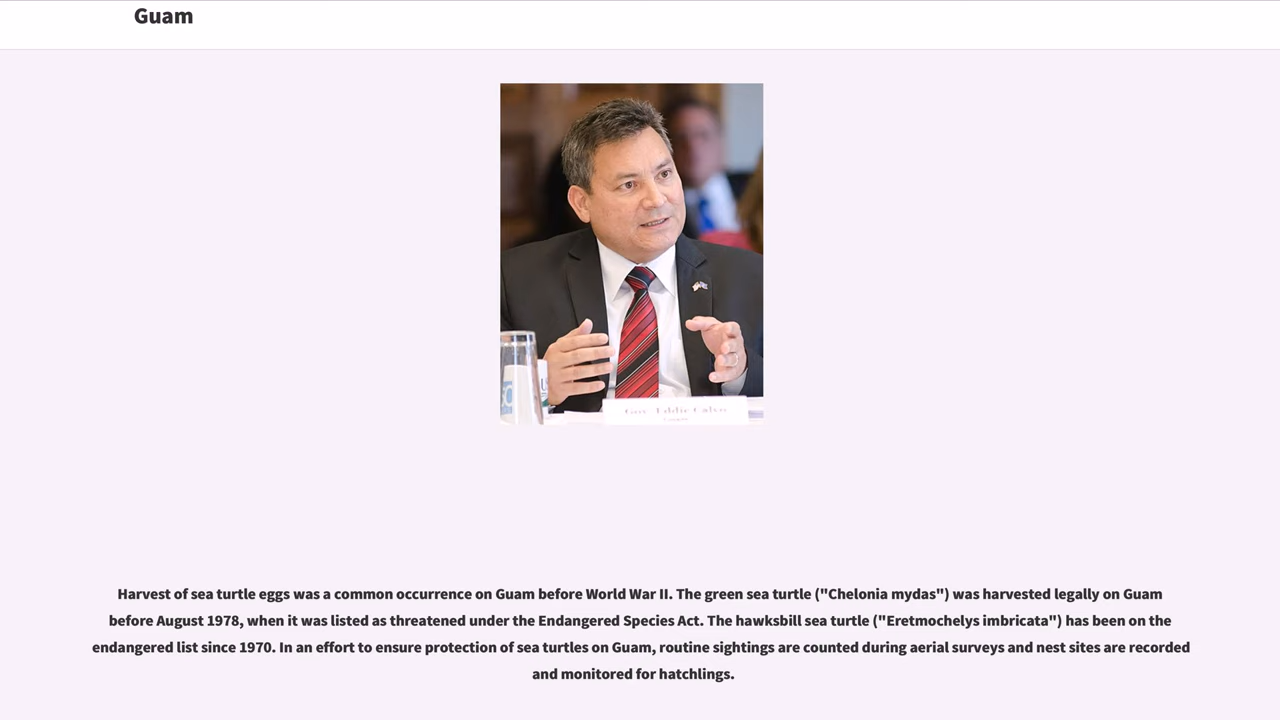 Guam
Gov. Eddie Calvo
Harvest of sea turtle eggs was a common occurrence on Guam before World War II. The green sea turtle ("Chelonia mydas") was harvested legally on Guam
before August 1978, when it was listed as threatened under the Endangered Species Act. The hawksbill sea turtle ("Eretmochelys imbricata") has been on the
endangered list since 1970. In an effort to ensure protection of sea turtles on Guam, routine sightings are counted during aerial surveys and nest sites are recorded
and monitored for hatchlings.